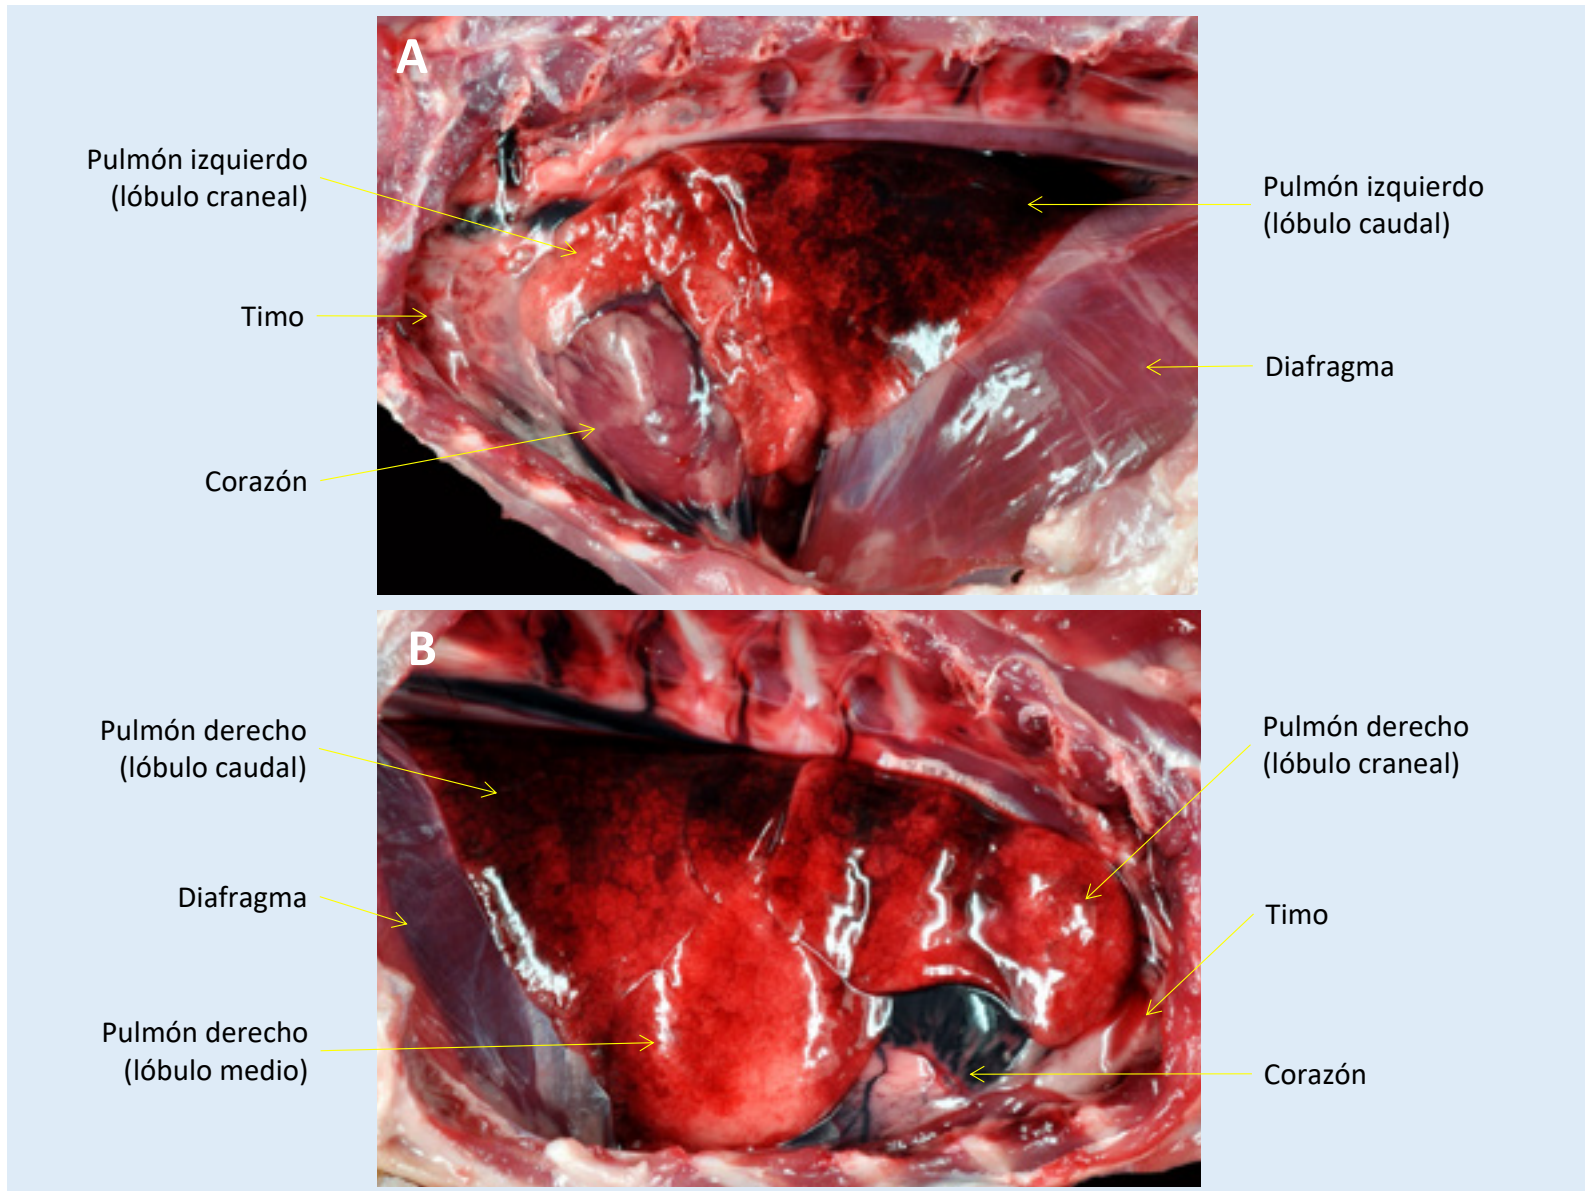 A
Pulmón izquierdo
(lóbulo craneal)
Timo
Corazón
Pulmón izquierdo
(lóbulo caudal)
Diafragma
B
Pulmón derecho
(lóbulo caudal)
Diafragma
Pulmón derecho
(lóbulo medio)
Pulmón derecho
(lóbulo craneal)
Timo
Corazón